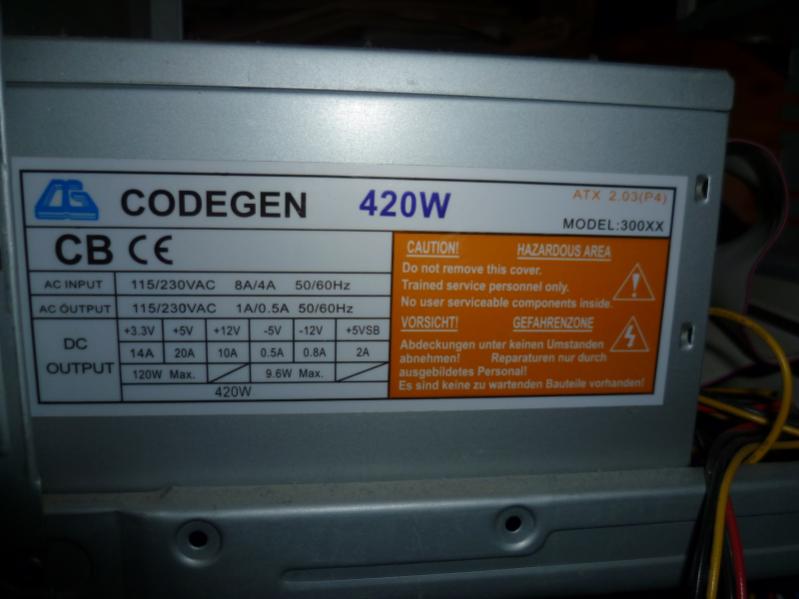 CODEGEN 420W
ATX 2.03(P4)
MODEL:300XX
CB CE
AC INPUT 115/230VAC 8A/4A 50/60Hz
AC OUTPUT 115/230VAC 1A/0.5A 50/60Hz
DC OUTPUT
+3.3V +5V +12V -5V -12V +5VSB
14A 20A 10A 0.5A 0.8A 2A
120W Max. 9.6W Max.
420W
CAUTION! HAZARDOUS AREA
Do not remove this cover.
Trained service personnel only.
No user serviceable components inside.
VORSICHT! GEFAHRENZONE
Abdeckungen unter keinen Umstanden
abnehmen! Reparaturen nur durch
ausgebildetes Personal!
Es sind keine zu wartenden Bauteile vorhanden!